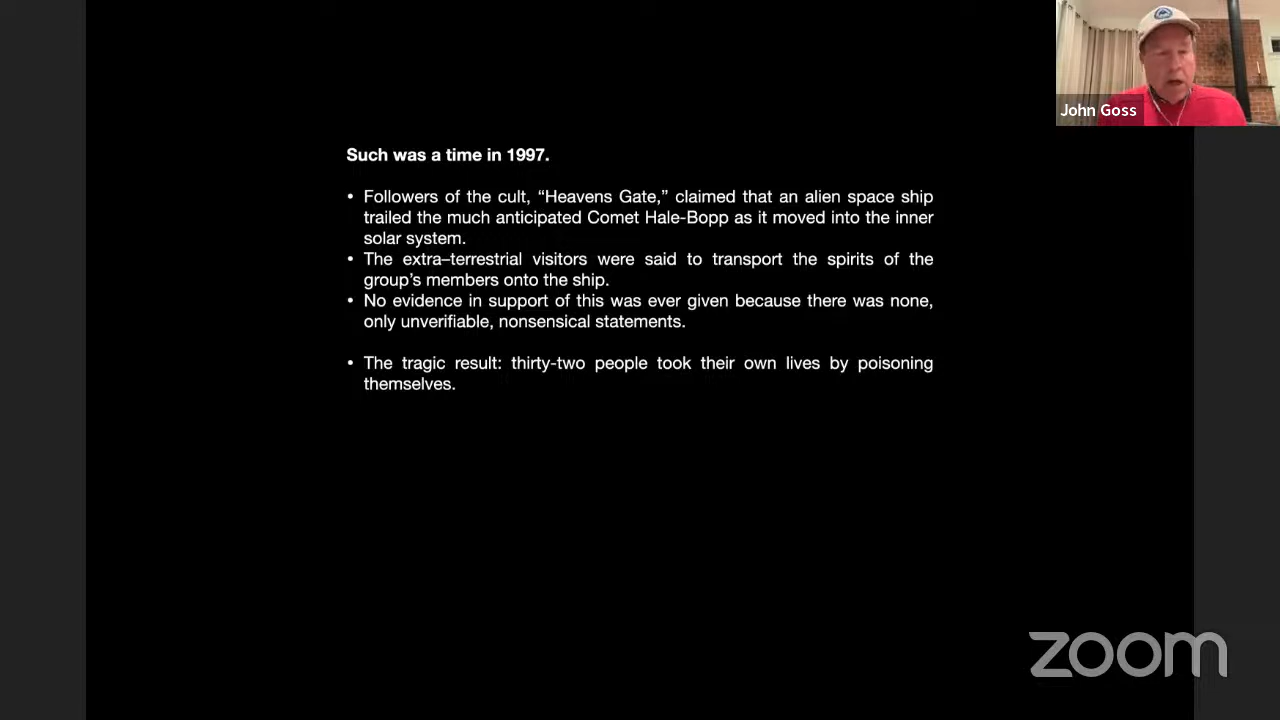 John Goss
Such was a time in 1997.
• Followers of the cult, “Heavens Gate,” claimed that an alien space ship
trailed the much anticipated Comet Hale-Bopp as it moved into the inner
solar system.
• The extra–terrestrial visitors were said to transport the spirits of the
group’s members onto the ship.
• No evidence in support of this was ever given because there was none,
only unverifiable, nonsensical statements.
• The tragic result: thirty-two people took their own lives by poisoning
themselves.
zoom